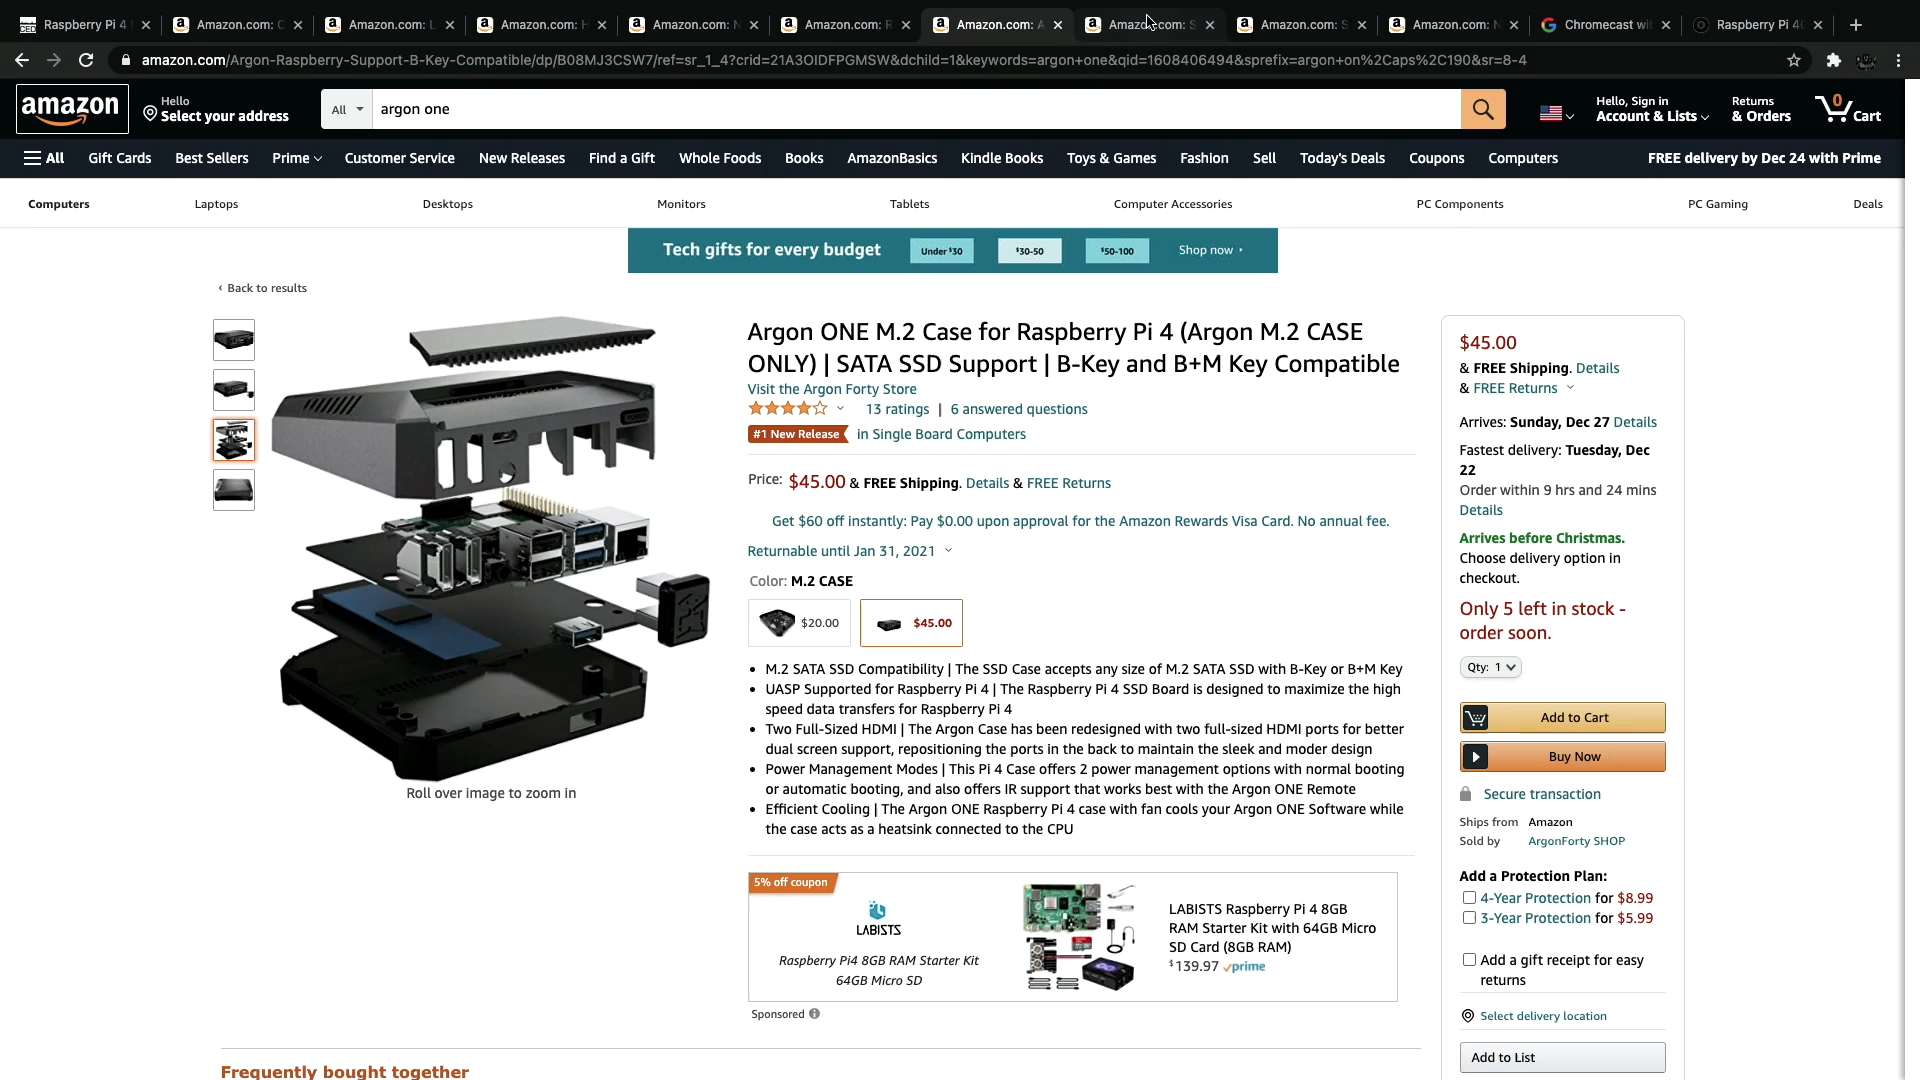 Raspberry Pi 4
Amazon.com: C
Amazon.com: L
Amazon.com: H
Amazon.com: N
Amazon.com: R
Amazon.com: A
Amazon.com: S
Amazon.com: S
Amazon.com: N
Chromecast wi
Raspberry Pi 4
amazon.com/Argon-Raspberry-Support-B-Key-Compatible/dp/B08MJ3CSW7/ref=sr_1_4?crid=21A3OIDFPGMSW&dchild=1&keywords=argon+one&qid=1608406494&sprefix=argon+on%2Caps%2C190&sr=8-4
amazon
Hello
Select your address
All
argon one
Hello, Sign in
Account & Lists
Returns
& Orders
0
Cart
All Gift Cards Best Sellers Prime Customer Service New Releases Find a Gift Whole Foods Books AmazonBasics Kindle Books Toys & Games Fashion Sell Today's Deals Coupons Computers FREE delivery by Dec 24 with Prime
Computers Laptops Desktops Monitors Tablets Computer Accessories PC Components PC Gaming Deals
Tech gifts for every budget Under $30 $30-50 $50-100 Shop now ›
‹ Back to results
Roll over image to zoom in
Argon ONE M.2 Case for Raspberry Pi 4 (Argon M.2 CASE
ONLY) | SATA SSD Support | B-Key and B+M Key Compatible
Visit the Argon Forty Store
13 ratings | 6 answered questions
#1 New Release in Single Board Computers
Price: $45.00 & FREE Shipping. Details & FREE Returns
Get $60 off instantly: Pay $0.00 upon approval for the Amazon Rewards Visa Card. No annual fee.
Returnable until Jan 31, 2021
Color: M.2 CASE
$20.00 $45.00
• M.2 SATA SSD Compatibility | The SSD Case accepts any size of M.2 SATA SSD with B-Key or B+M Key
• UASP Supported for Raspberry Pi 4 | The Raspberry Pi 4 SSD Board is designed to maximize the high
speed data transfers for Raspberry Pi 4
• Two Full-Sized HDMI | The Argon Case has been redesigned with two full-sized HDMI ports for better
dual screen support, repositioning the ports in the back to maintain the sleek and moder design
• Power Management Modes | This Pi 4 Case offers 2 power management options with normal booting
or automatic booting, and also offers IR support that works best with the Argon ONE Remote
• Efficient Cooling | The Argon ONE Raspberry Pi 4 case with fan cools your Argon ONE Software while
the case acts as a heatsink connected to the CPU
5% off coupon
LABISTS
Raspberry Pi4 8GB RAM Starter Kit
64GB Micro SD
LABISTS Raspberry Pi 4 8GB
RAM Starter Kit with 64GB Micro
SD Card (8GB RAM)
$139.97 prime
Sponsored
Frequently bought together
$45.00
& FREE Shipping. Details
& FREE Returns
Arrives: Sunday, Dec 27 Details
Fastest delivery: Tuesday, Dec
22
Order within 9 hrs and 24 mins
Details
Arrives before Christmas.
Choose delivery option in
checkout.
Only 5 left in stock -
order soon.
Qty: 1
Add to Cart
Buy Now
Secure transaction
Ships from Amazon
Sold by ArgonForty SHOP
Add a Protection Plan:
4-Year Protection for $8.99
3-Year Protection for $5.99
Add a gift receipt for easy
returns
Select delivery location
Add to List